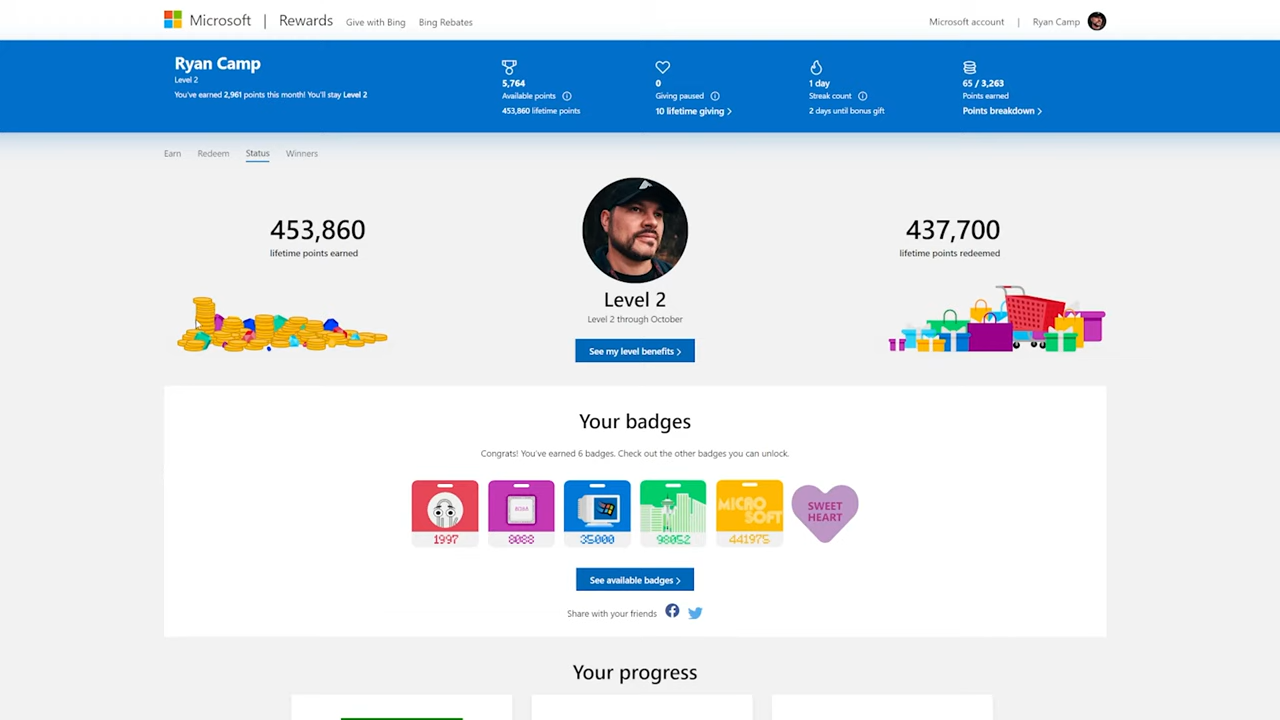 Microsoft | Rewards Give with Bing Bing Rebates Microsoft account | Ryan Camp
Ryan Camp
Level 2
You've earned 2,961 points this month! You'll stay Level 2
5,764
Available points
453,860 lifetime points
0
Giving paused
10 lifetime giving >
1 day
Streak count
2 days until bonus gift
65 / 3,263
Points earned
Points breakdown >
Earn Redeem Status Winners
453,860
lifetime points earned
Level 2
Level 2 through October
See my level benefits >
437,700
lifetime points redeemed
Your badges
Congrats! You've earned 6 badges. Check out the other badges you can unlock.
1997
8088
35000
98052
MICRO
SOFT
441975
SWEET
HEART
See available badges >
Share with your friends
Your progress